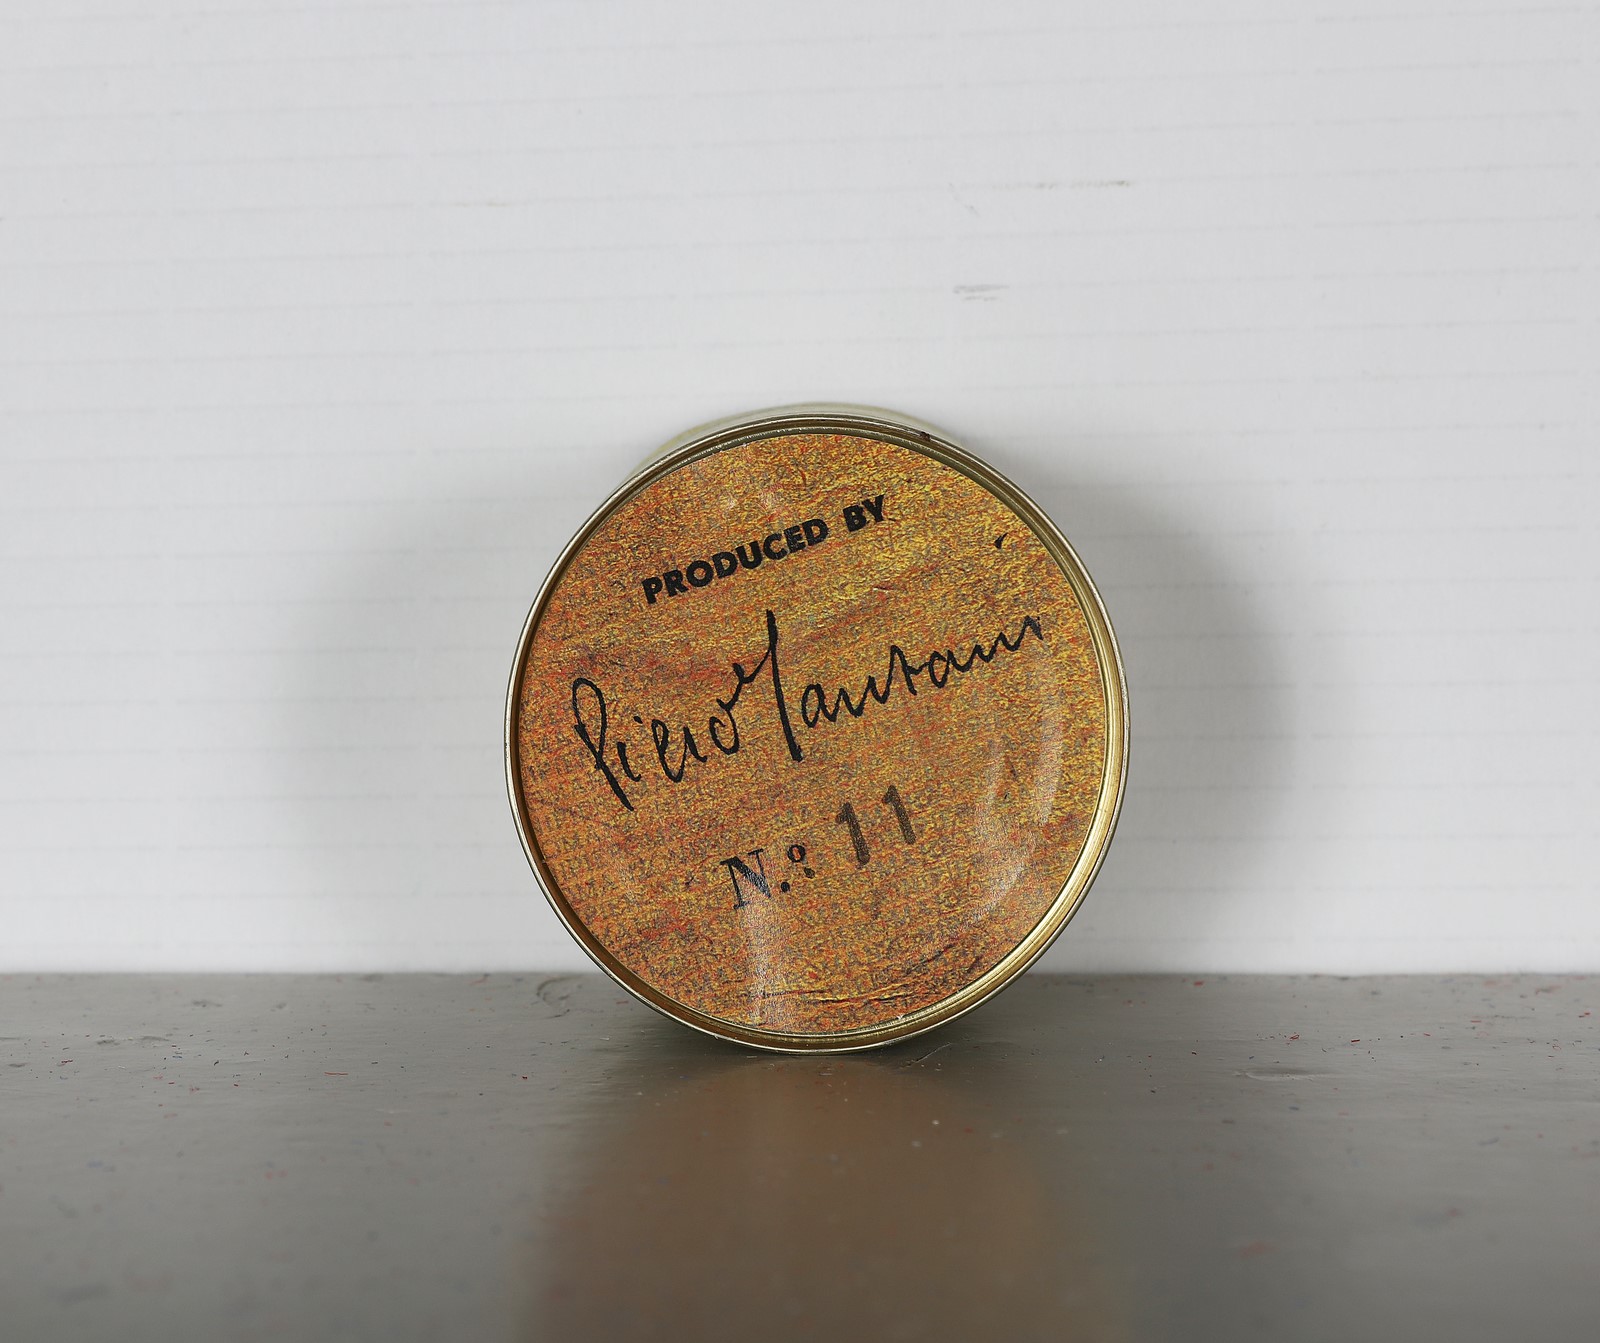 PRODUCED BY
Piero Manzoni
N.º 11